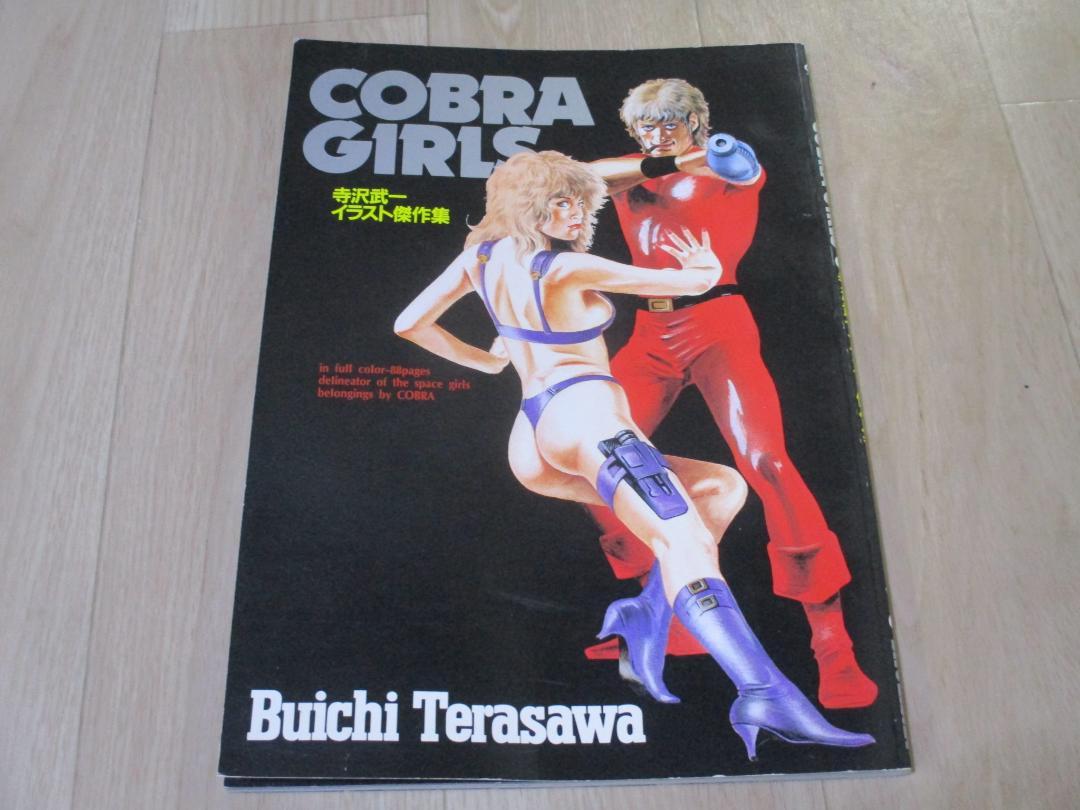 COBRA
GIRLS
寺沢武一
イラスト傑作集
in full color-88pages
delineator of the space girls
belongings by COBRA
Buichi Terasawa